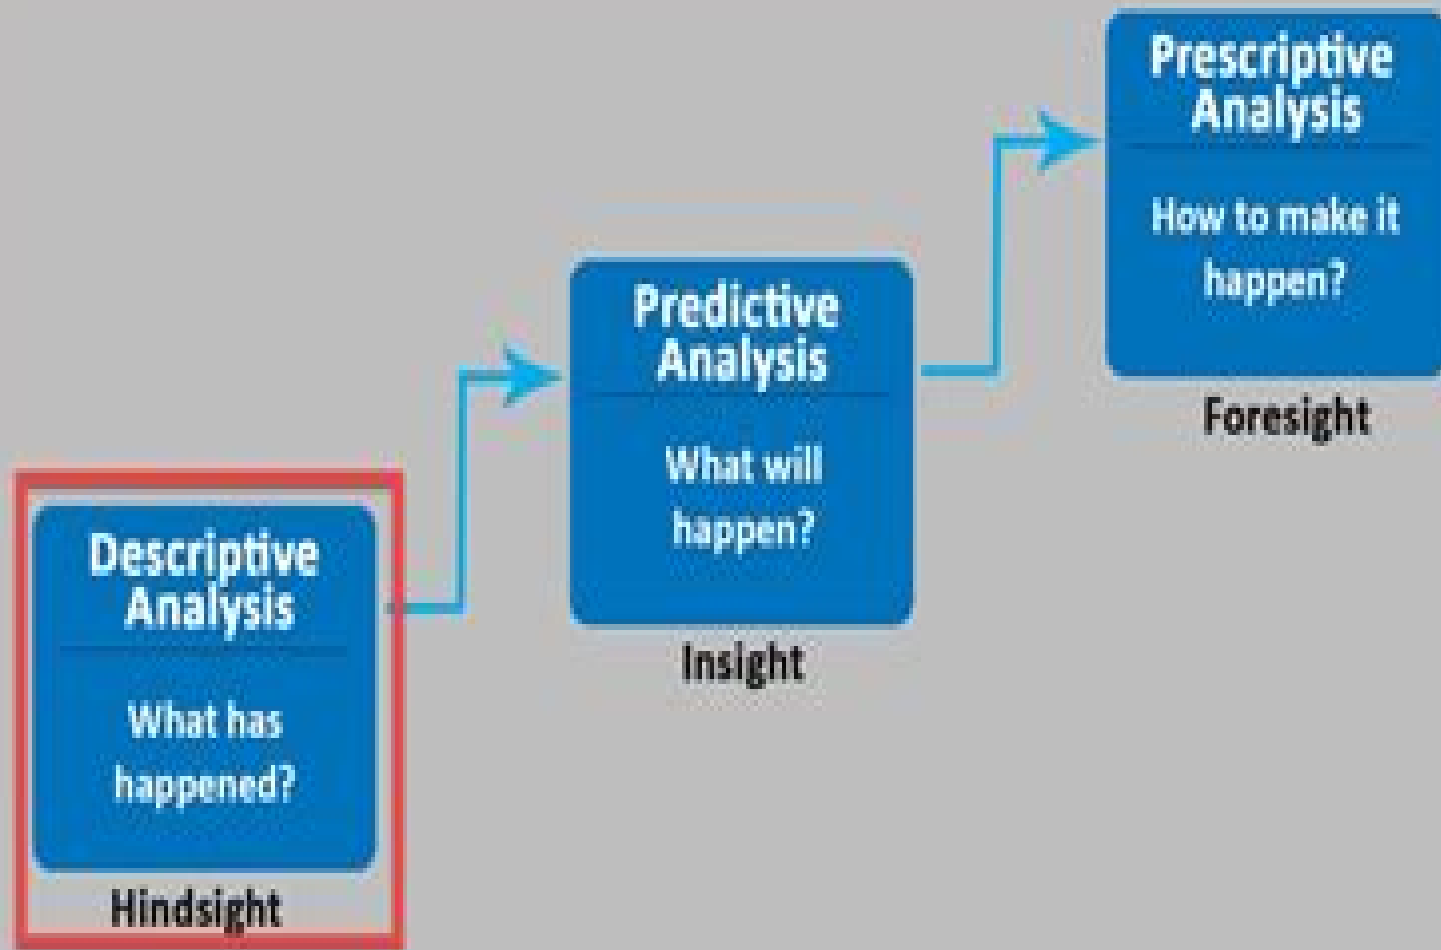 Prescriptive
Analysis
How to make it
happen?
Foresight
Predictive
Analysis
What will
happen?
Insight
Descriptive
Analysis
What has
happened?
Hindsight